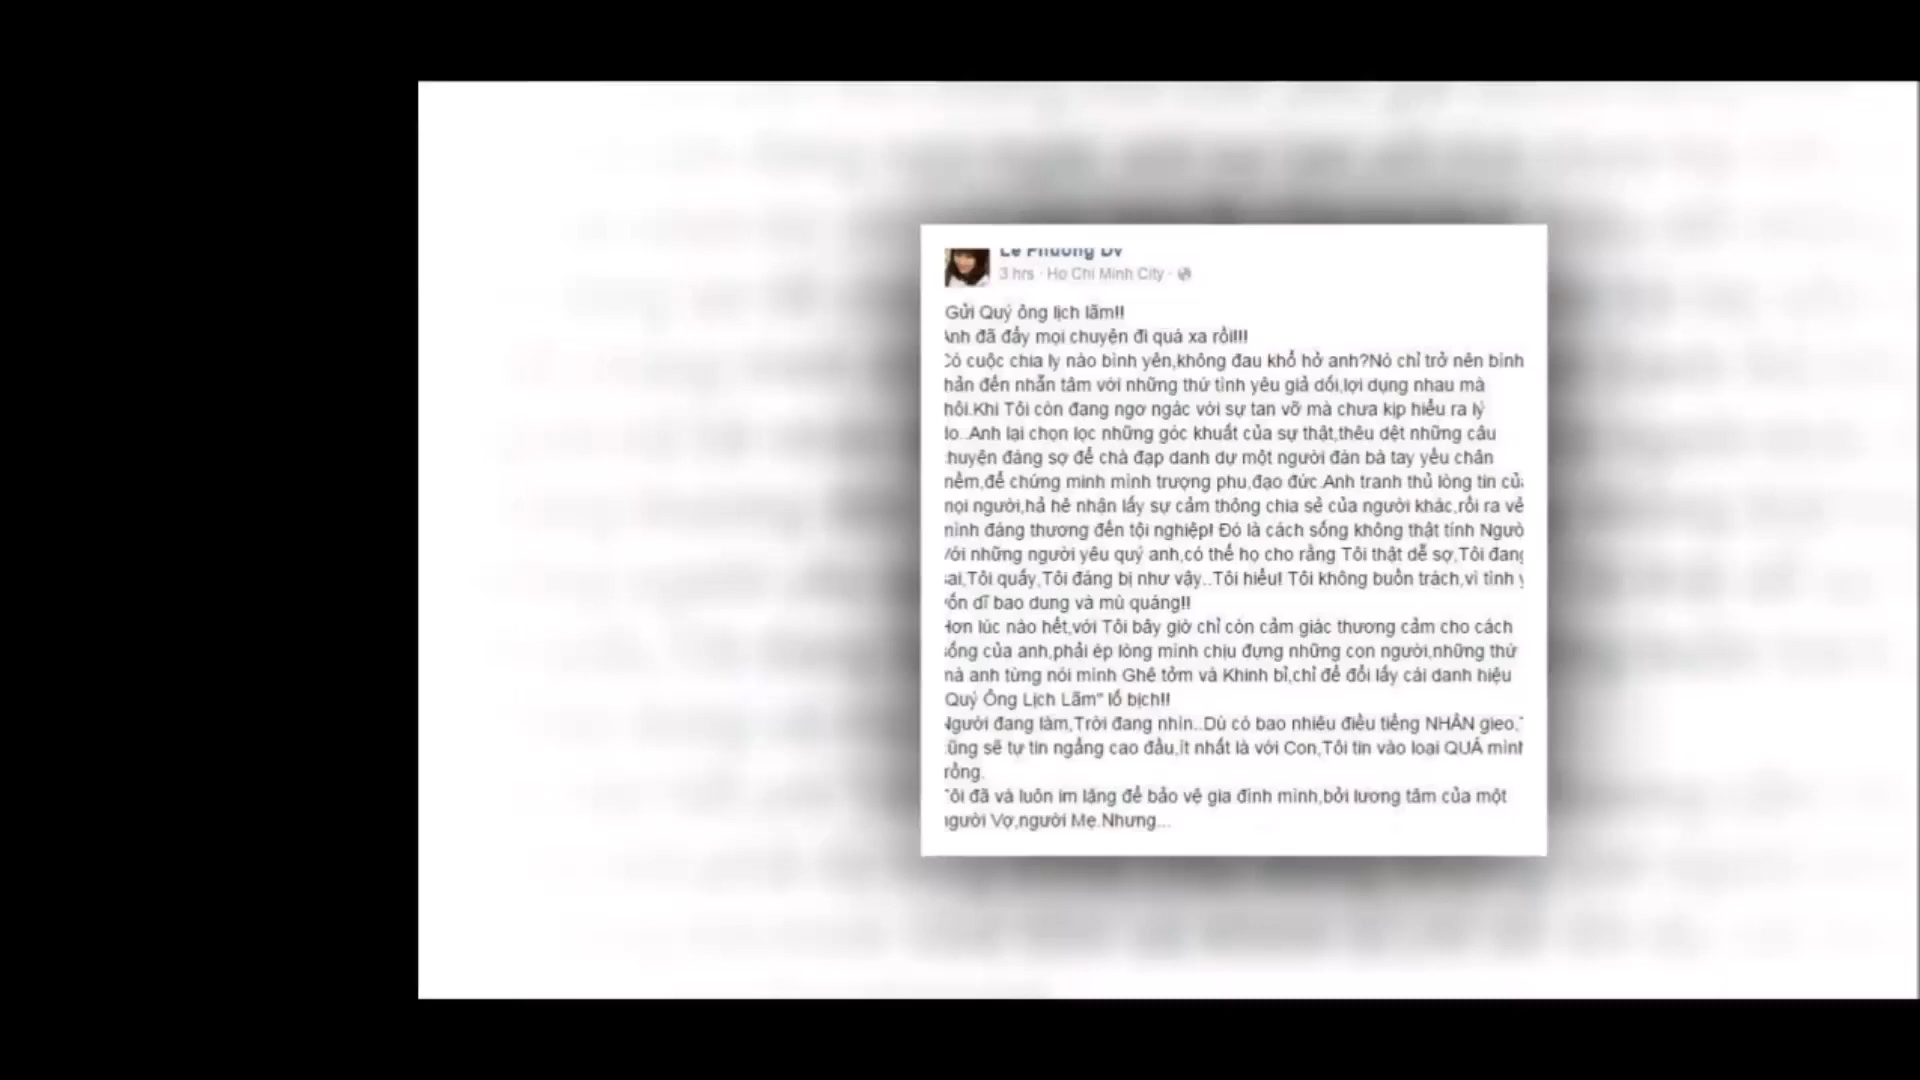 Lê Phương Dv
3 hrs · Ho Chi Minh City ·
Gửi Quý ông lịch lãm!!
Anh đã đẩy mọi chuyện đi quá xa rồi!!!
Có cuộc chia ly nào bình yên,không đau khổ hở anh?Nó chỉ trở nên bình
hản đến nhẫn tâm với những thứ tình yêu giả dối,lợi dụng nhau mà
hôi.Khi Tôi còn đang ngơ ngác với sự tan vỡ mà chưa kịp hiểu ra lý
do..Anh lại chọn lọc những góc khuất của sự thật,thêu dệt những câu
huyện đáng sợ để chà đạp danh dự một người đàn bà tay yếu chân
mềm,để chứng minh mình trượng phu,đạo đức.Anh tranh thủ lòng tin của
mọi người,hả hê nhận lấy sự cảm thông chia sẻ của người khác,rồi ra vẻ
mình đáng thương đến tội nghiệp! Đó là cách sống không thật tính Ngườ
Với những người yêu quý anh,có thể họ cho rằng Tôi thật dễ sợ,Tôi đang
sai,Tôi quấy,Tôi đáng bị như vậy..Tôi hiểu! Tôi không buồn trách,vì tình
vốn dĩ bao dung và mù quáng!!
Hơn lúc nào hết,với Tôi bây giờ chỉ còn cảm giác thương cảm cho cách
sống của anh,phải ép lòng mình chịu đựng những con người,những thứ
mà anh từng nói mình Ghê tởm và Khinh bỉ,chỉ để đổi lấy cái danh hiệu
Quý Ông Lịch Lãm" lố bịch!!
Người đang làm,Trời đang nhìn..Dù có bao nhiêu điều tiếng NHÂN gieo,
cũng sẽ tự tin ngẩng cao đầu,ít nhất là với Con,Tôi tin vào loại QUẢ mình
trồng.
Tôi đã và luôn im lặng để bảo vệ gia đình mình,bởi lương tâm của một
người Vợ,người Mẹ.Nhưng...